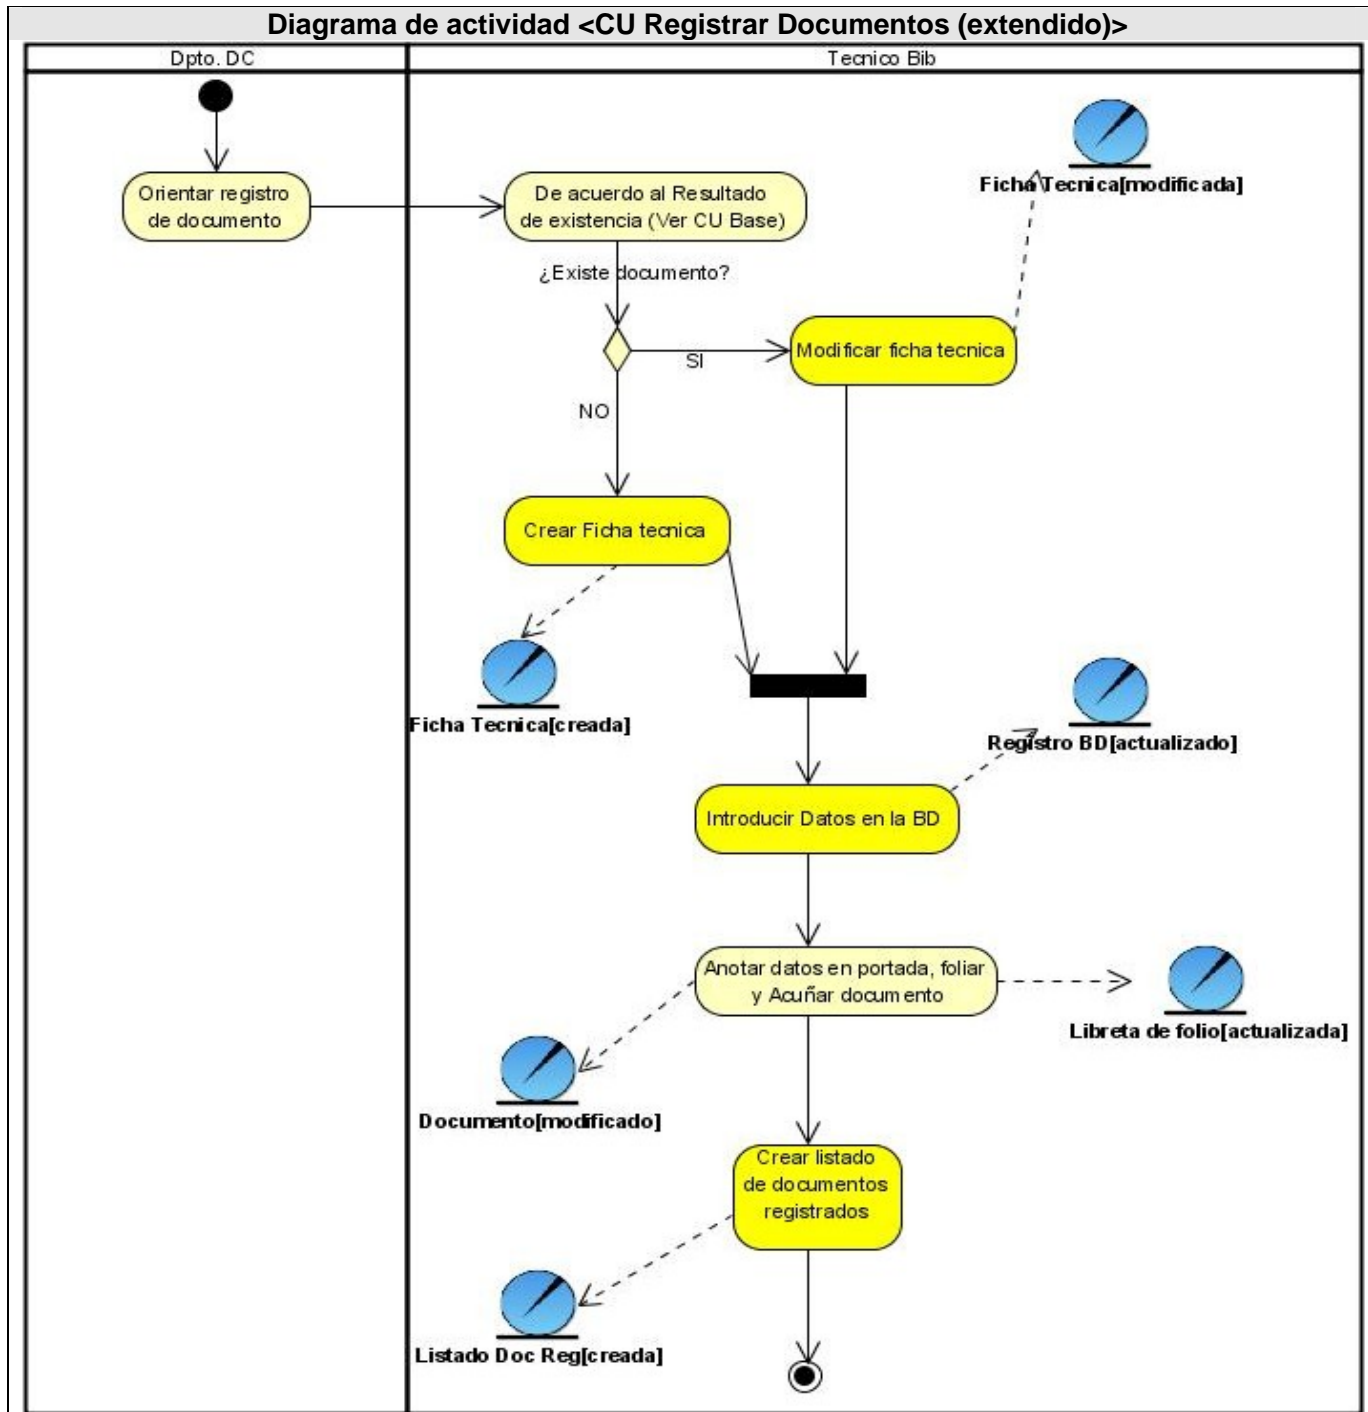 Diagrama de actividad <CU Registrar Documentos (extendido)>
Dpto. DC
Tecnico Bib
Ficha Tecnica[modificada]
Orientar registro
de documento
De acuerdo al Resultado
de existencia (Ver CU Base)
¿Existe documento?
SI
Modificar ficha tecnica
NO
Crear Ficha tecnica
Ficha Tecnica[creada]
Registro BD[actualizado]
Introducir Datos en la BD
Anotar datos en portada, foliar
y Acuñar documento
Libreta de folio[actualizada]
Documento[modificado]
Crear listado
de documentos
registrados
Listado Doc Reg[creada]